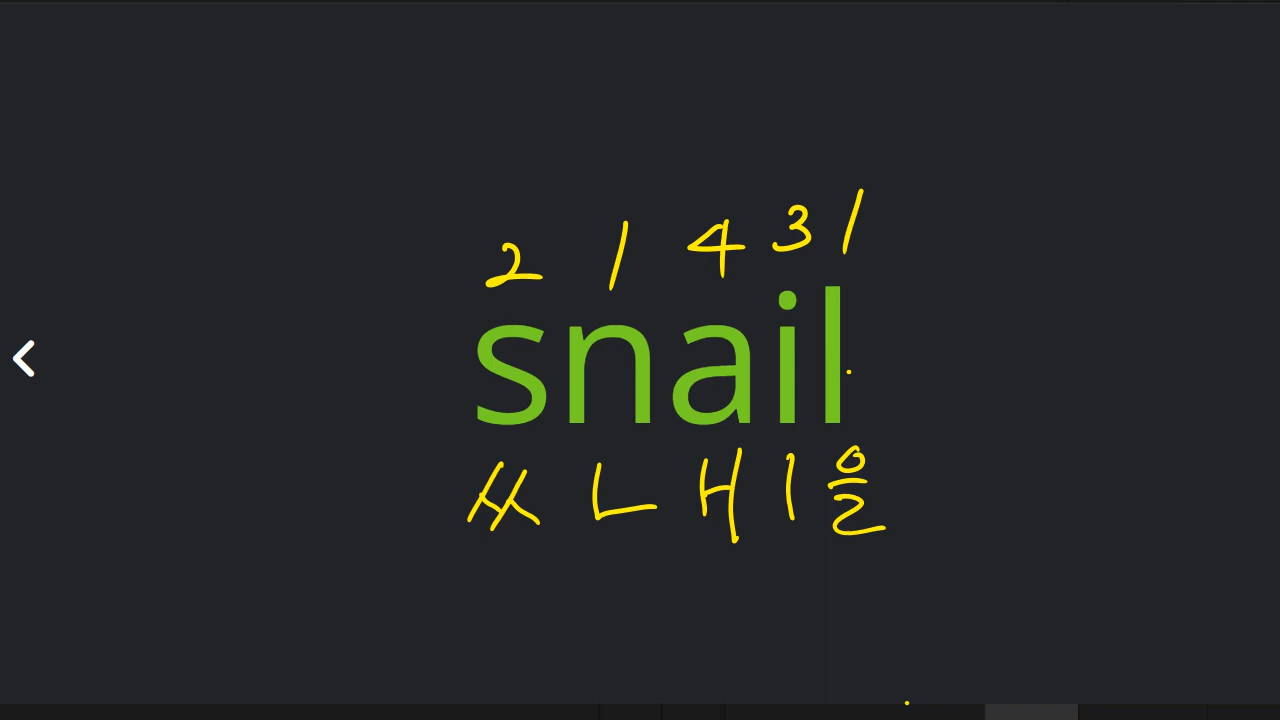 2 1 4 3 1
snail
ㅆ ㄴ ㅐ ㅣ 을